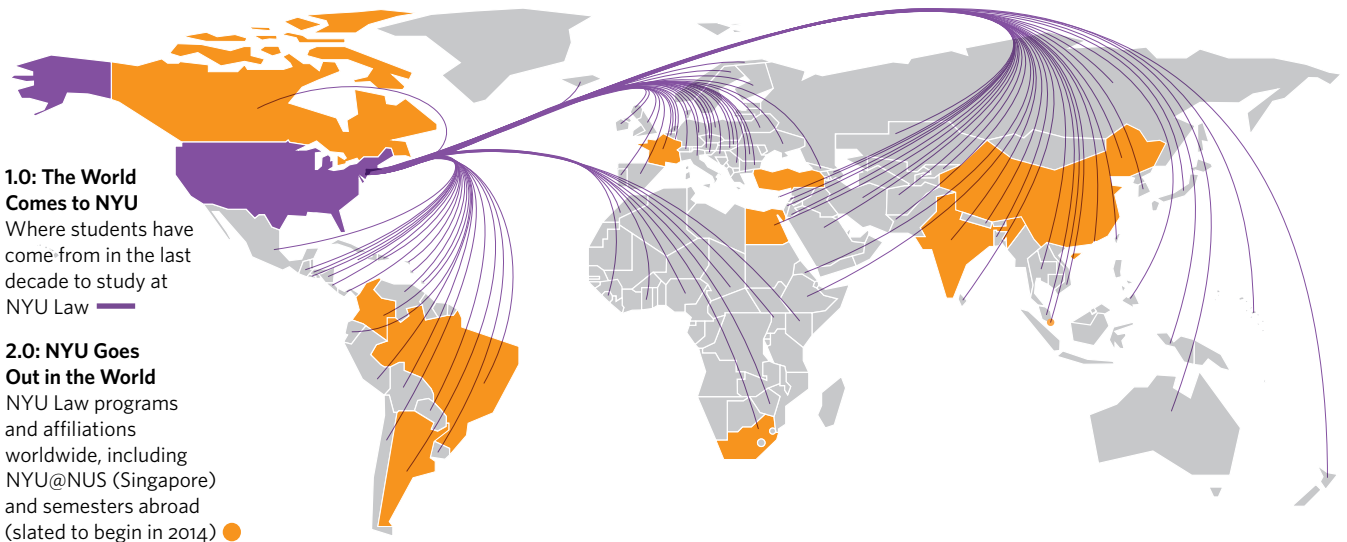 1.0: The World
Comes to NYU
Where students have
come from in the last
decade to study at
NYU Law
2.0: NYU Goes
Out in the World
NYU Law programs
and affiliations
worldwide, including
NYU@NUS (Singapore)
and semesters abroad
(slated to begin in 2014)